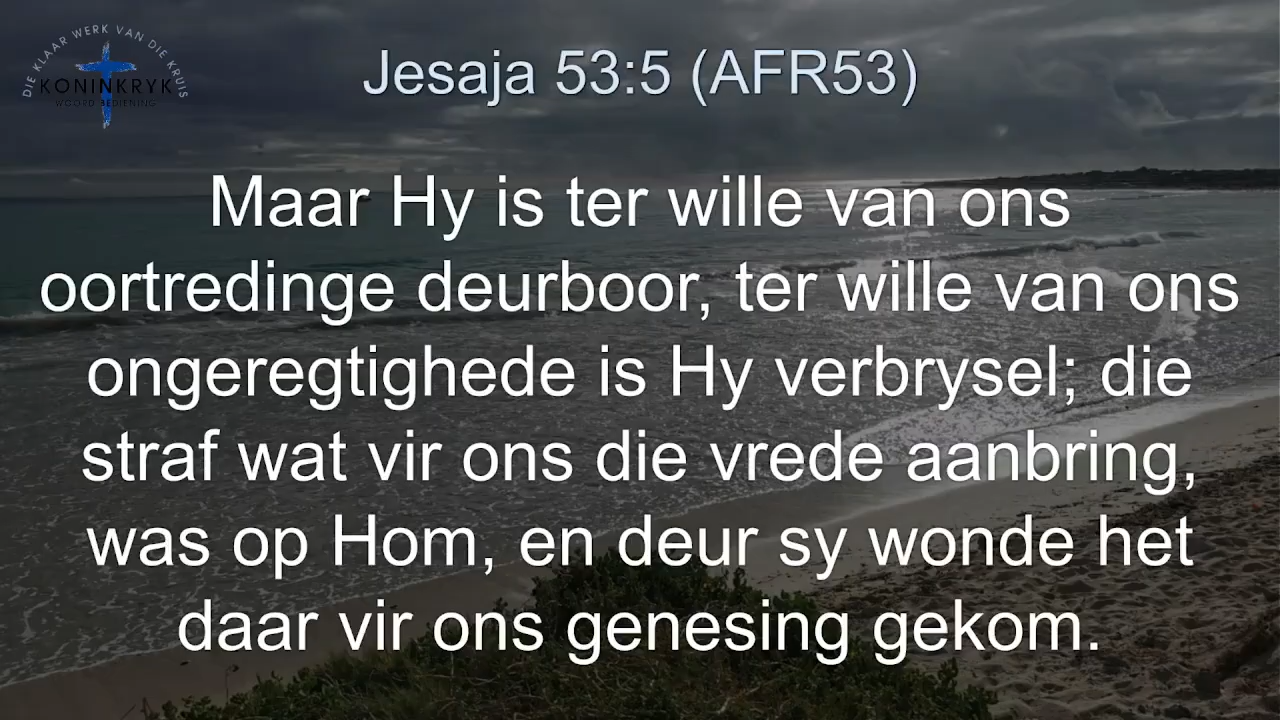 DIE KLAAR WERK VAN DIE KRUIS
KONINKRYK
WOORD BEDIENING
Jesaja 53:5 (AFR53)
Maar Hy is ter wille van ons
oortredinge deurboor, ter wille van ons
ongeregtighede is Hy verbrysel; die
straf wat vir ons die vrede aanbring,
was op Hom, en deur sy wonde het
daar vir ons genesing gekom.